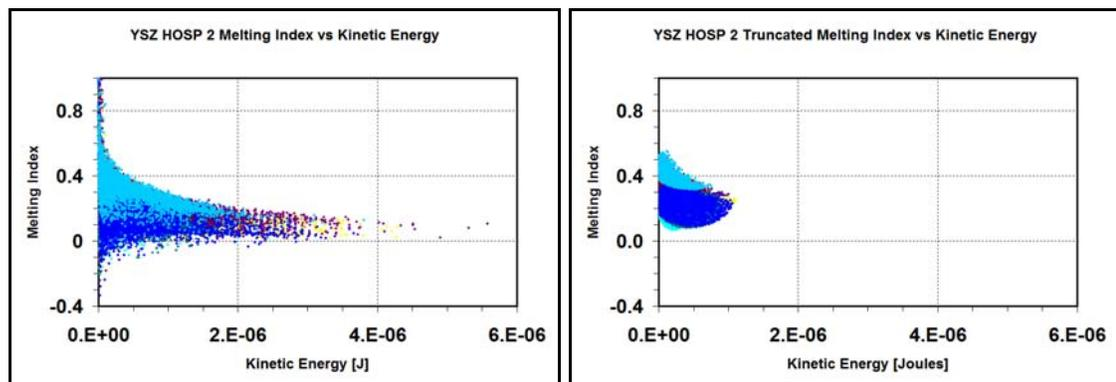 YSZ HOSP 2 Melting Index vs Kinetic Energy
0.8
0.4
0
-0.4
Melting Index
0.E+00 2.E-06 4.E-06 6.E-06
Kinetic Energy [J]
YSZ HOSP 2 Truncated Melting Index vs Kinetic Energy
0.8
0.4
0.0
-0.4
Melting Index
0.E+00 2.E-06 4.E-06 6.E-06
Kinetic Energy [Joules]